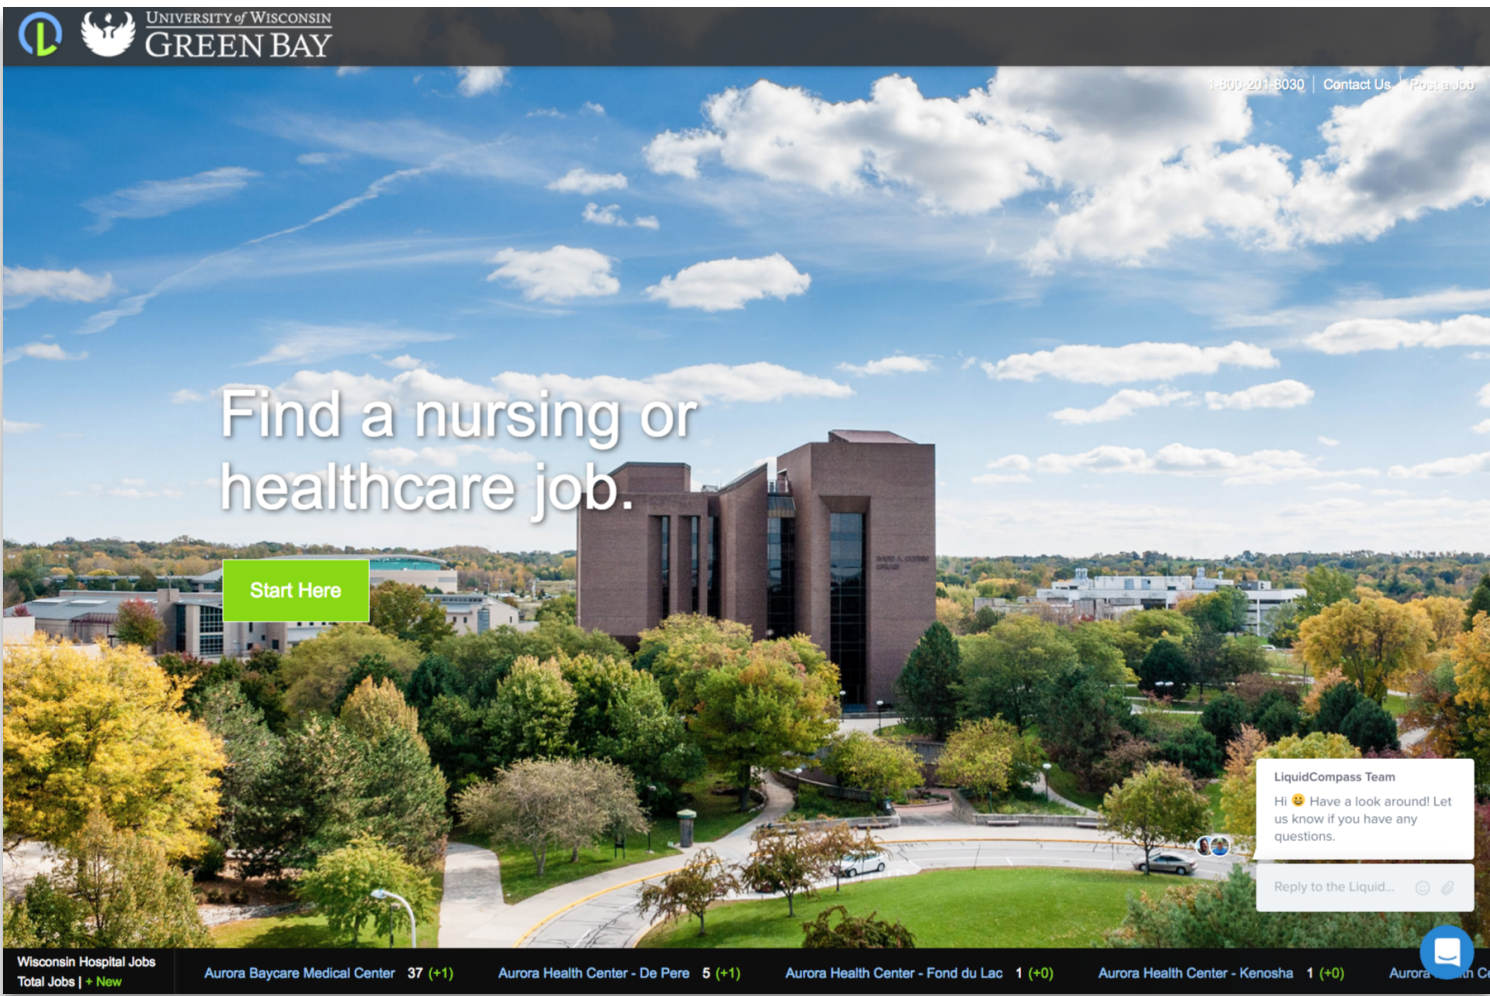 UNIVERSITY of WISCONSIN
GREEN BAY
1-800-201-8030 | Contact Us | Post a Job
Find a nursing or
healthcare job.
Start Here
LiquidCompass Team
Hi 😀 Have a look around! Let
us know if you have any
questions.
Reply to the Liquid...
Wisconsin Hospital Jobs
Total Jobs | + New
Aurora Baycare Medical Center 37 (+1) Aurora Health Center - De Pere 5 (+1) Aurora Health Center - Fond du Lac 1 (+0) Aurora Health Center - Kenosha 1 (+0) Aurora